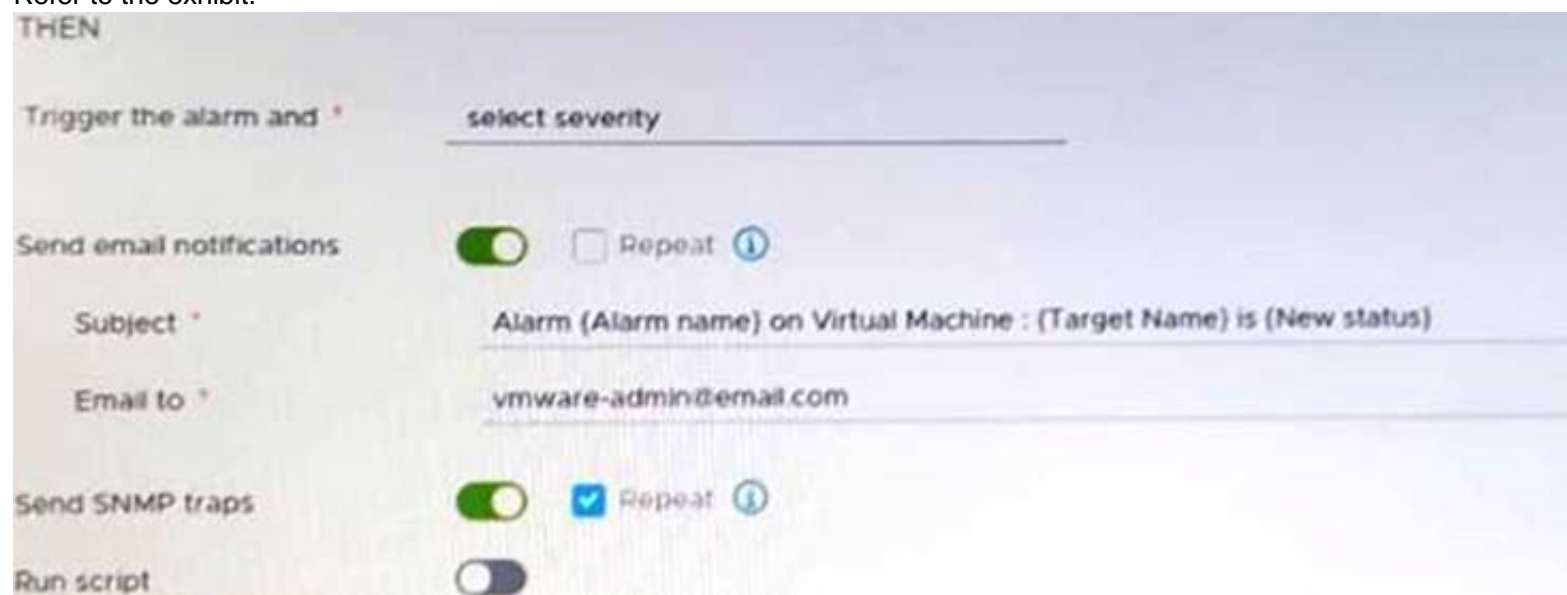 Refer to the exhibit.
THEN
Trigger the alarm and * select severity
Send email notifications Repeat
Subject * Alarm {Alarm name} on Virtual Machine : {Target Name} is {New status}
Email to * vmware-admin@email.com
Send SNMP traps Repeat
Run script